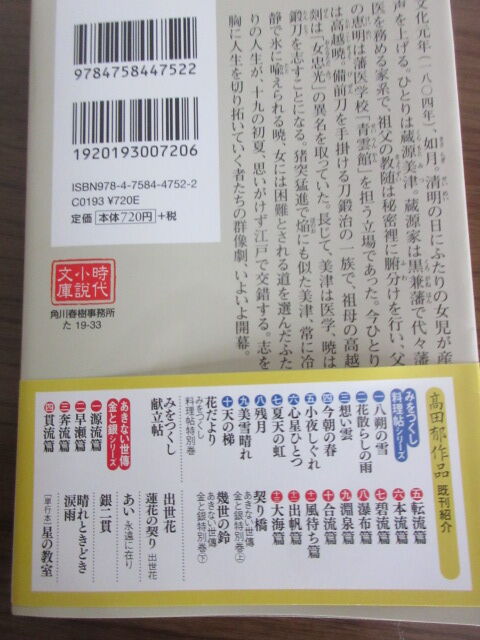 文化元年(一八〇四年)、如月。清明の日にふたりの女児が産
声を上げる。ひとりは蔵源美津。蔵源家は黒兼藩で代々藩
医を務める家系で、祖父の教随は秘密裡に腑分けを行い、父
の恵明は藩医学校「青雲館」を担う立場であった。今ひとり
は高越暁。備前刀を手掛ける刀鍛冶の一族で、祖母の高越
刻は「女忠光」の異名を取っていた。長じて、美津は医学、暁は
鍛刀を志すことになる。猪突猛進で焔にも似た美津、常に冷
静で氷に喩えられる暁、女には困難とされる道を選んだふた
りの人生が、十九の初夏、思いがけず江戸で交錯する。志を
胸に人生を切り拓いていく者たちの群像劇、いよいよ開幕。
9784758447522
1920193007206
ISBN978-4-7584-4752-2
C0193 ¥720E
定価 本体720円+税
時代
小説
文庫
角川春樹事務所
た 19-33
高田郁作品 既刊紹介
みをつくし
料理帖シリーズ
一 八朔の雪
二 花散らしの雨
三 想い雲
四 今朝の春
五 小夜しぐれ
六 心星ひとつ
七 夏天の虹
八 残月
九 美雪晴れ
十 天の梯
みをつくし
料理帖特別巻
花だより
みをつくし
献立帖
あきない世傳
金と銀シリーズ
一 源流篇
二 早瀬篇
三 奔流篇
四 貫流篇
五 転流篇
六 本流篇
七 碧流篇
八 瀑布篇
九 淵泉篇
十 合流篇
十一 風待ち篇
十二 出帆篇
十三 大海篇
契り橋
あきない世傳
金と銀特別巻上
幾世の鈴
あきない世傳
金と銀特別巻下
出世花
蓮花の契り 出世花
あい 永遠に在り
銀二貫
晴れときどき
涙雨
[単行本] 星の教室